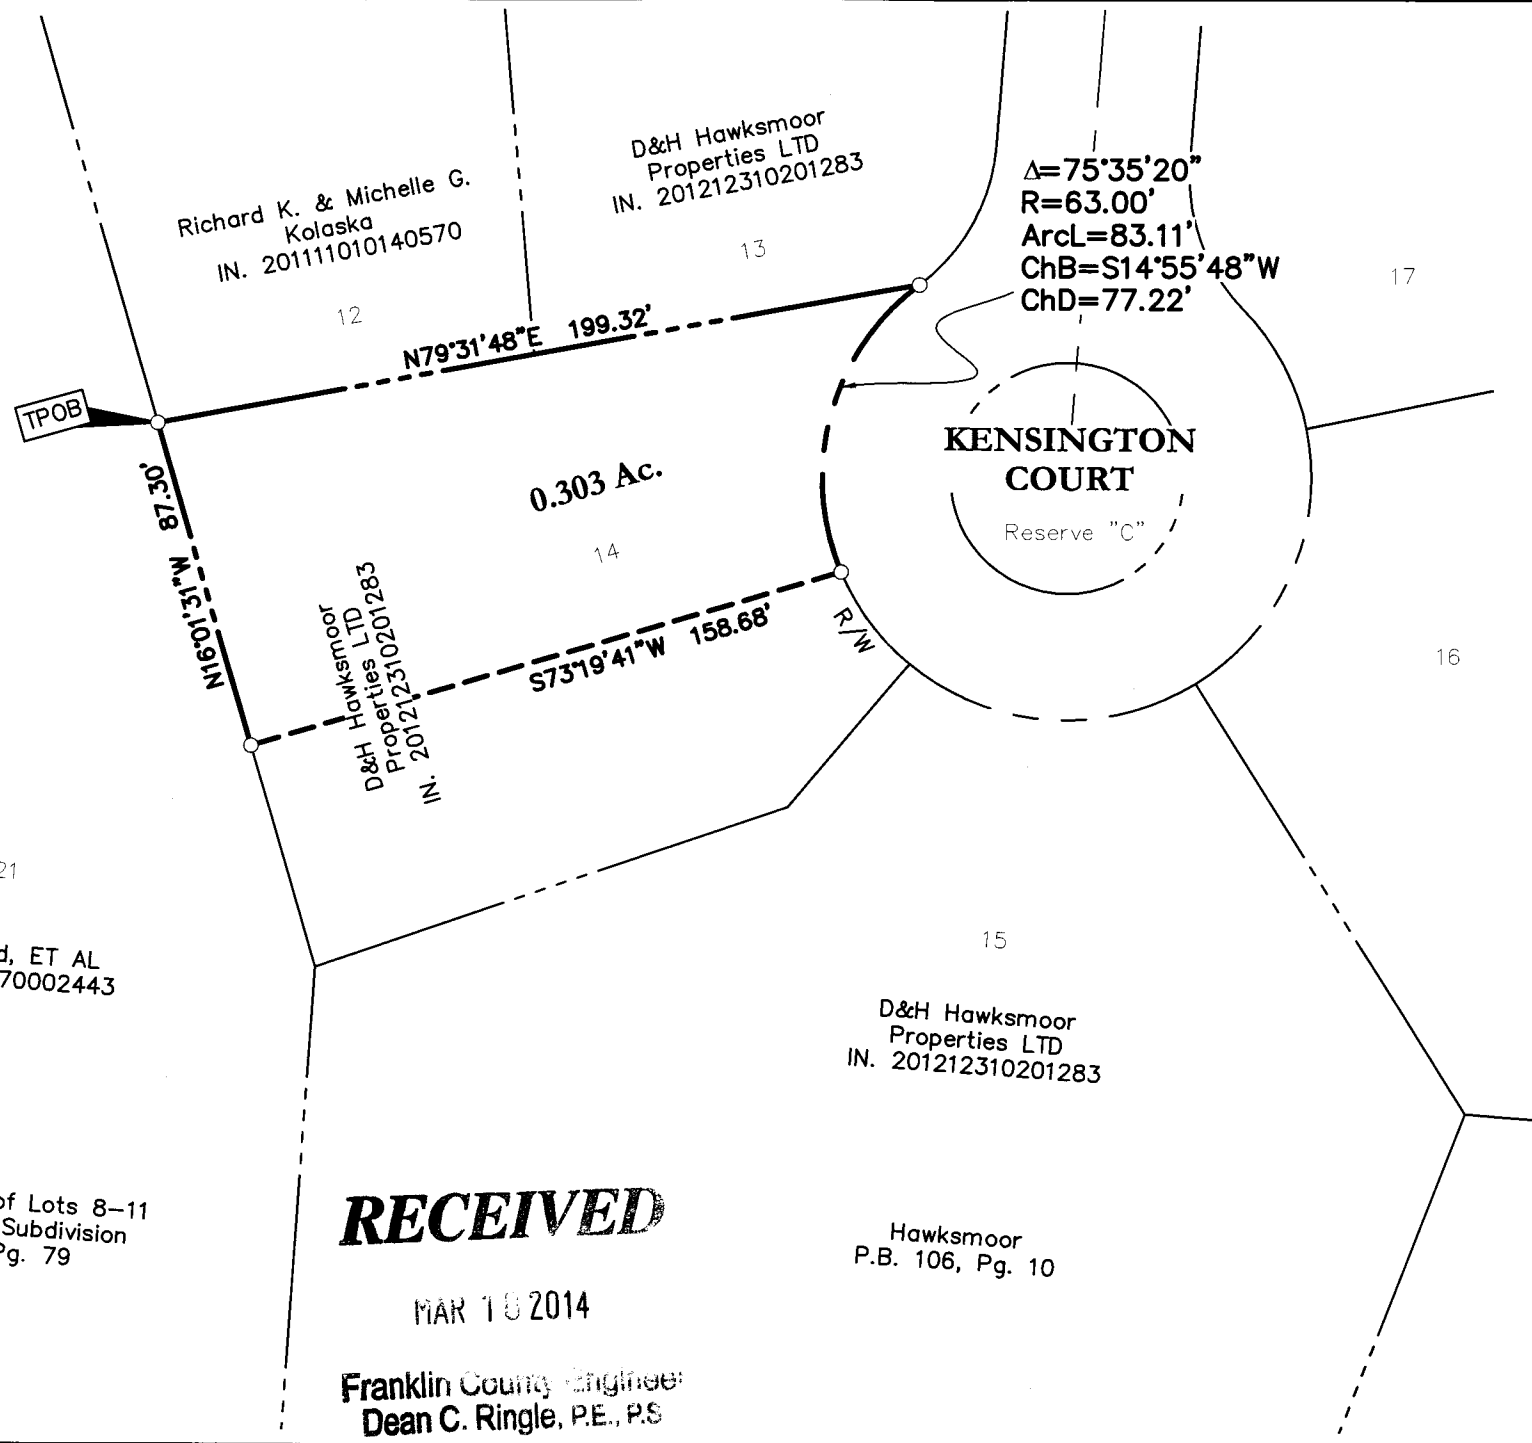 D&H Hawksmoor
Properties LTD
IN. 201212310201283
13
Richard K. & Michelle G.
Kolaska
IN. 201111010140570
12
Δ=75°35'20"
R=63.00'
ArcL=83.11'
ChB=S14°55'48"W
ChD=77.22'
17
N79°31'48"E 199.32'
TPOB
KENSINGTON
COURT
Reserve "C"
N16°01'31"W 87.30'
0.303 Ac.
14
D&H Hawksmoor
Properties LTD
IN. 201212310201283
S73°19'41"W 158.68'
R/W
16
21
d, ET AL
70002443
15
D&H Hawksmoor
Properties LTD
IN. 201212310201283
of Lots 8-11
Subdivision
Pg. 79
Hawksmoor
P.B. 106, Pg. 10
RECEIVED
MAR 2014
Franklin County Engineer
Dean C. Ringle, P.E., P.S